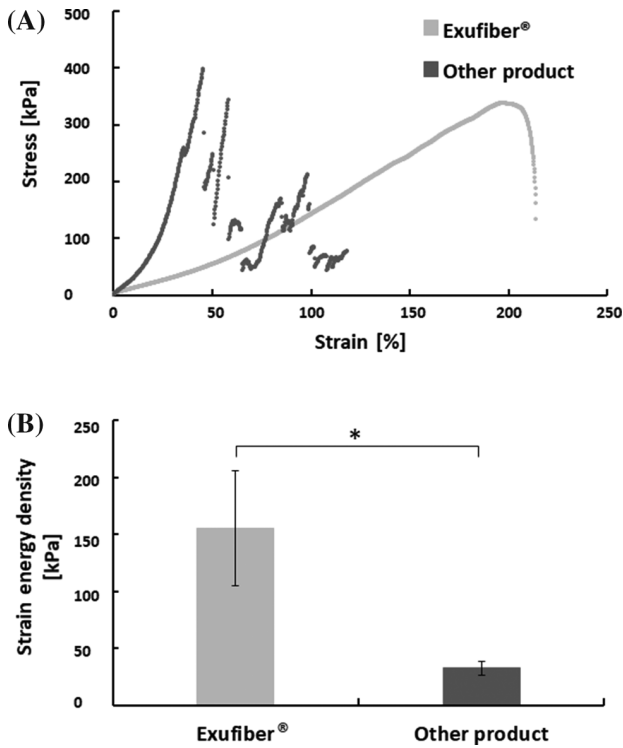 (A)
Exufiber®
Other product
Stress [kPa]
500
400
300
200
100
0
0 50 100 150 200 250
Strain [%]
(B)
*
Strain energy density
[kPa]
250
200
150
100
50
0
Exufiber® Other product